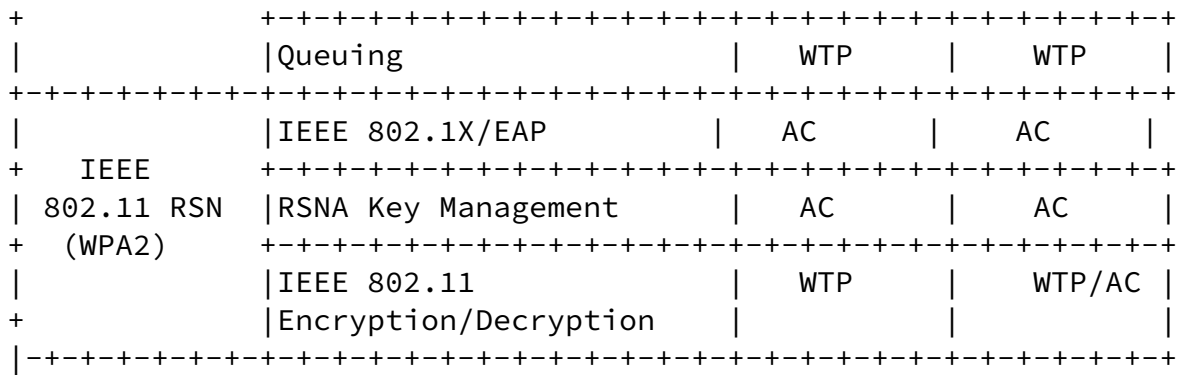 +             +-+-+-+-+-+-+-+-+-+-+-+-+-+-+-+-+-+-+-+-+-+-+-+-+-+
|             |Queuing                  |   WTP      |   WTP     |
+-+-+-+-+-+-+-+-+-+-+-+-+-+-+-+-+-+-+-+-+-+-+-+-+-+-+-+-+-+-+-+-+
|             |IEEE 802.1X/EAP         |   AC      |    AC     |
+   IEEE      +-+-+-+-+-+-+-+-+-+-+-+-+-+-+-+-+-+-+-+-+-+-+-+-+-+
| 802.11 RSN  |RSNA Key Management      |   AC       |   AC      |
+  (WPA2)     +-+-+-+-+-+-+-+-+-+-+-+-+-+-+-+-+-+-+-+-+-+-+-+-+-+
|             |IEEE 802.11              |   WTP      |   WTP/AC |
+             |Encryption/Decryption    |            |           |
|-+-+-+-+-+-+-+-+-+-+-+-+-+-+-+-+-+-+-+-+-+-+-+-+-+-+-+-+-+-+-+-+